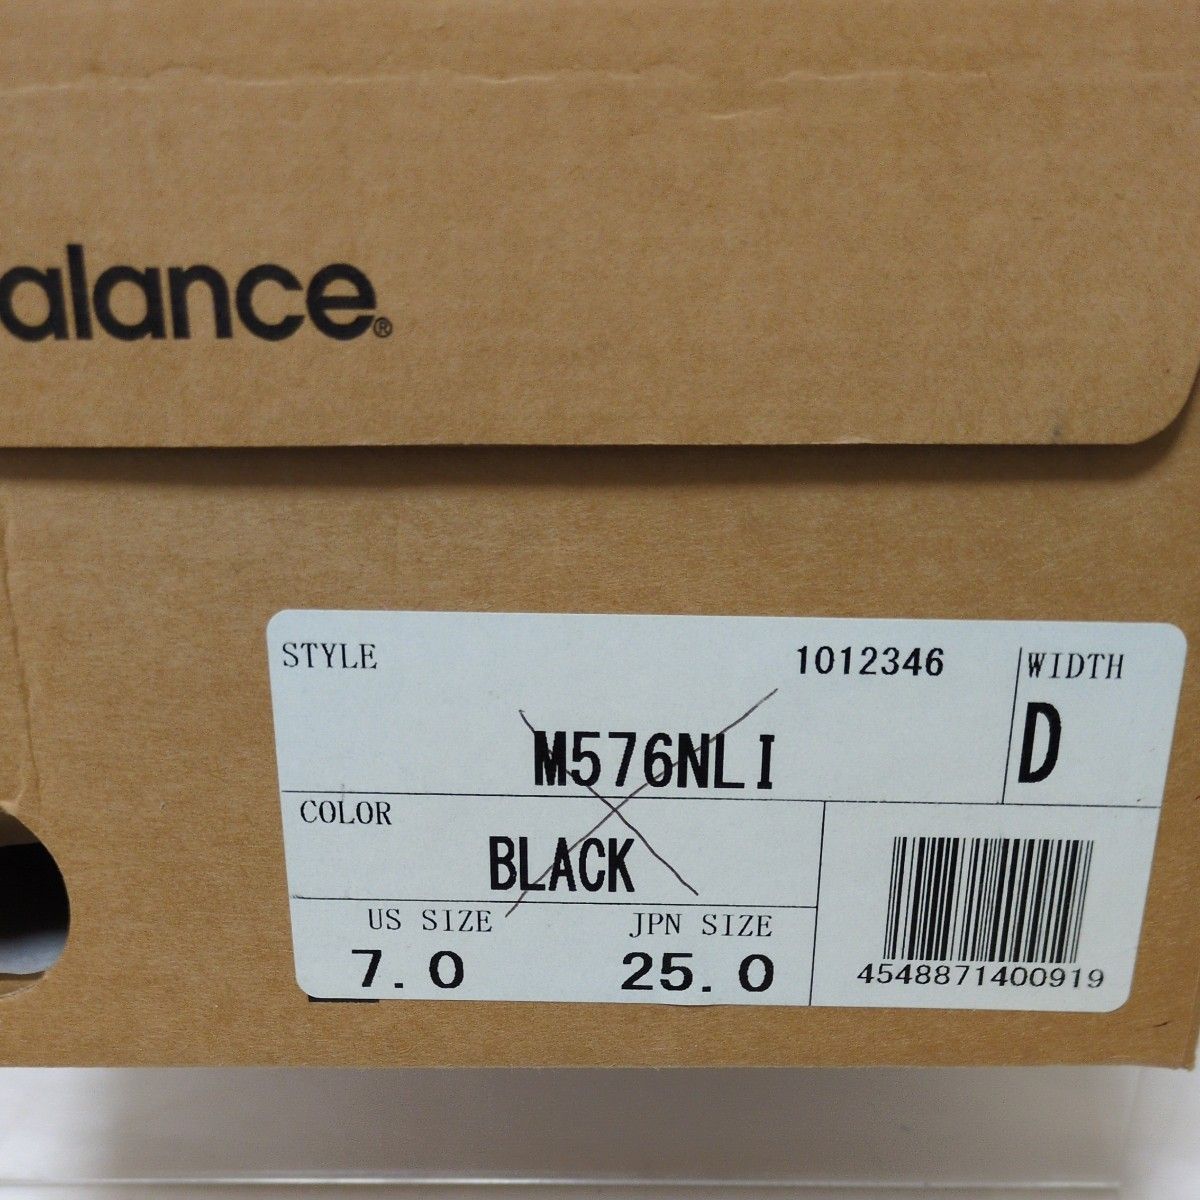 alance®
STYLE 1012346 WIDTH
M576NLI D
COLOR
BLACK
US SIZE JPN SIZE
7.0 25.0
4548871400919